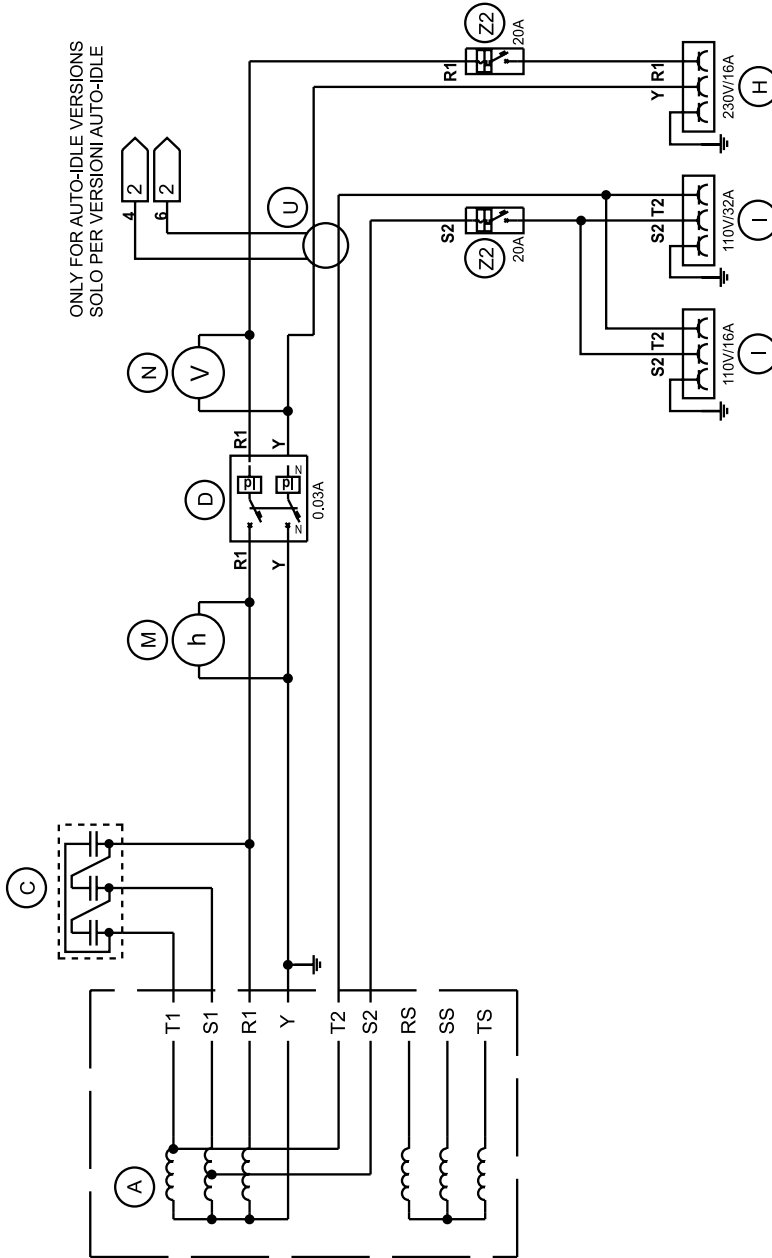 ONLY FOR AUTO-IDLE VERSIONS
SOLO PER VERSIONI AUTO-IDLE
4
2
6
2
U
C
M
h
D
N
V
R1
Y
R1
Y
Id
Id
N
N
0.03A
A
T1
S1
R1
Y
T2
S2
RS
SS
TS
R1
Z2
20A
S2
Z2
20A
Y R1
230V/16A
H
S2 T2
110V/32A
I
S2 T2
110V/16A
I